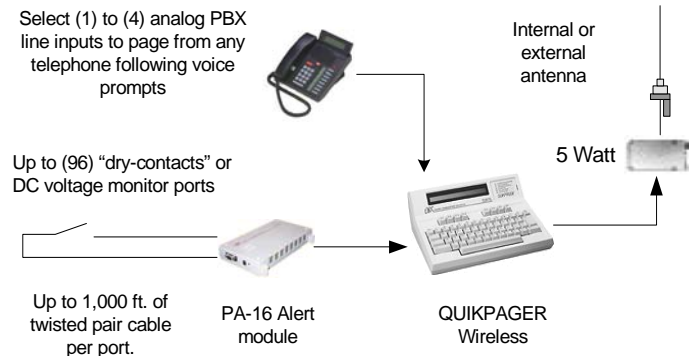 Select (1) to (4) analog PBX
line inputs to page from any
telephone following voice
prompts
Internal or
external
antenna
5 Watt
Up to (96) “dry-contacts” or
DC voltage monitor ports
Up to 1,000 ft. of
twisted pair cable
per port.
PA-16 Alert
module
QUIKPAGER
Wireless